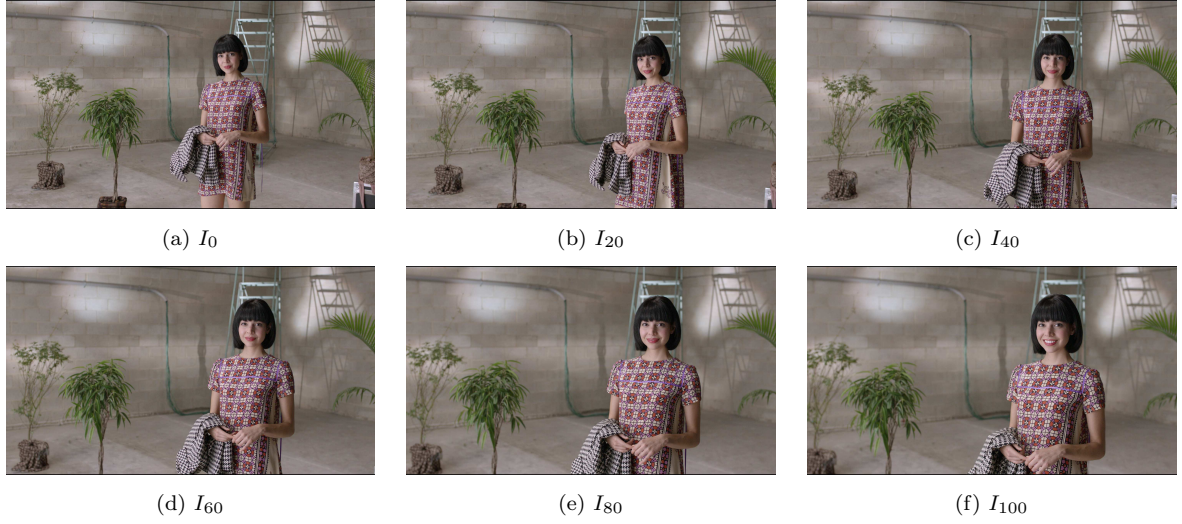 (a) I₀
(b) I₂₀
(c) I₄₀
(d) I₆₀
(e) I₈₀
(f) I₁₀₀